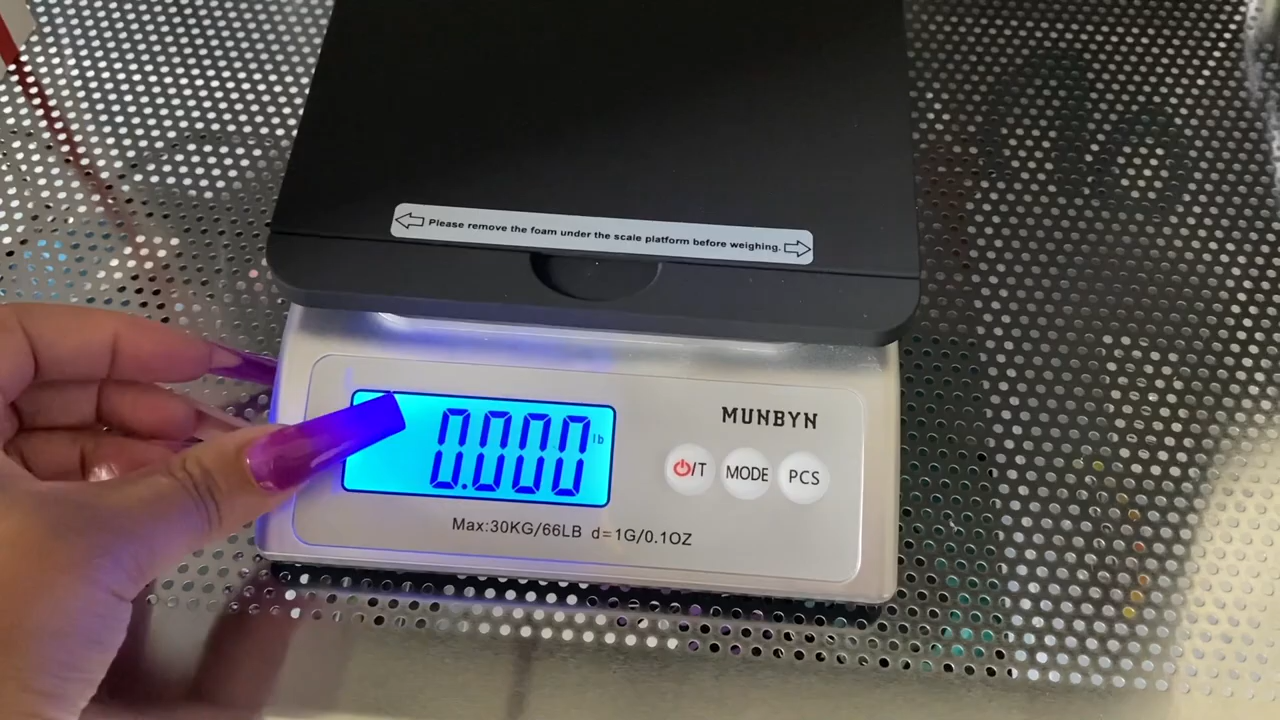 Please remove the foam under the scale platform before weighing.
0.000 lb
MUNBYN
⏻/T MODE PCS
Max:30KG/66LB d=1G/0.1OZ